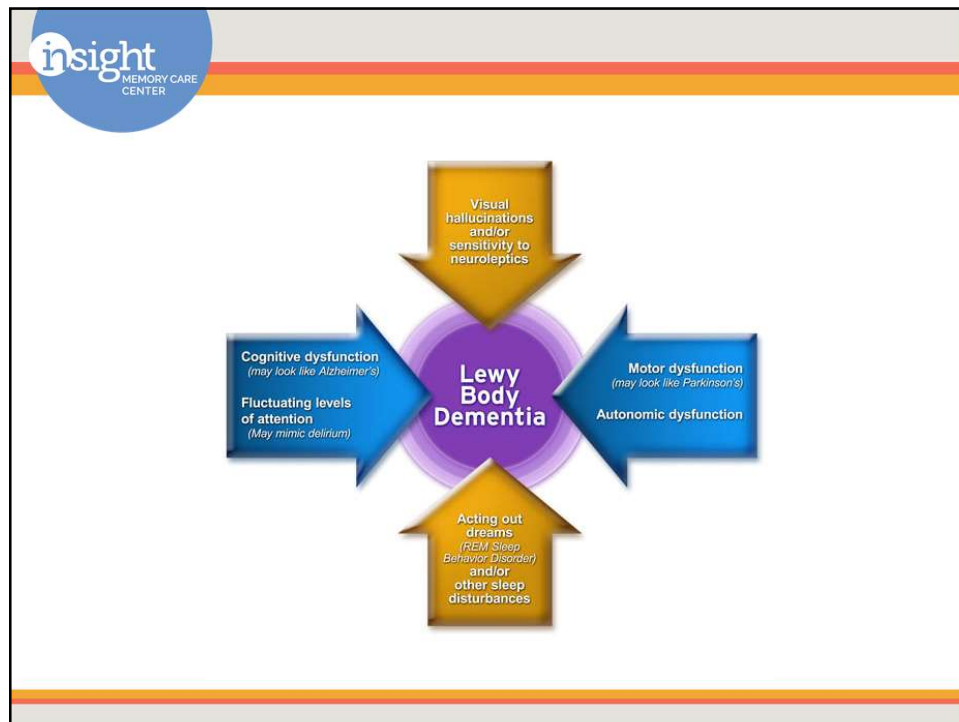 insight
MEMORY CARE
CENTER
Visual
hallucinations
and/or
sensitivity to
neuroleptics
Cognitive dysfunction
(may look like Alzheimer's)
Fluctuating levels
of attention
(May mimic delirium)
Lewy
Body
Dementia
Motor dysfunction
(may look like Parkinson's)
Autonomic dysfunction
Acting out
dreams
(REM Sleep
Behavior Disorder)
and/or
other sleep
disturbances